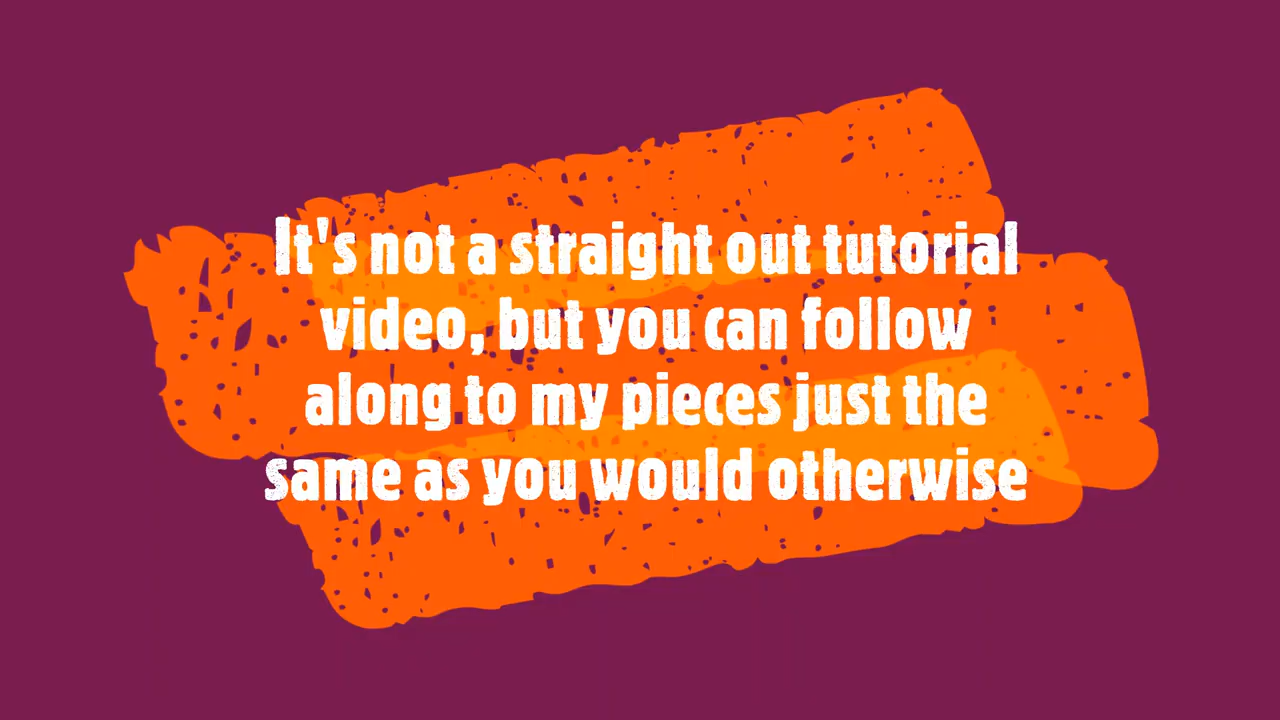 It's not a straight out tutorial
video, but you can follow
along to my pieces just the
same as you would otherwise